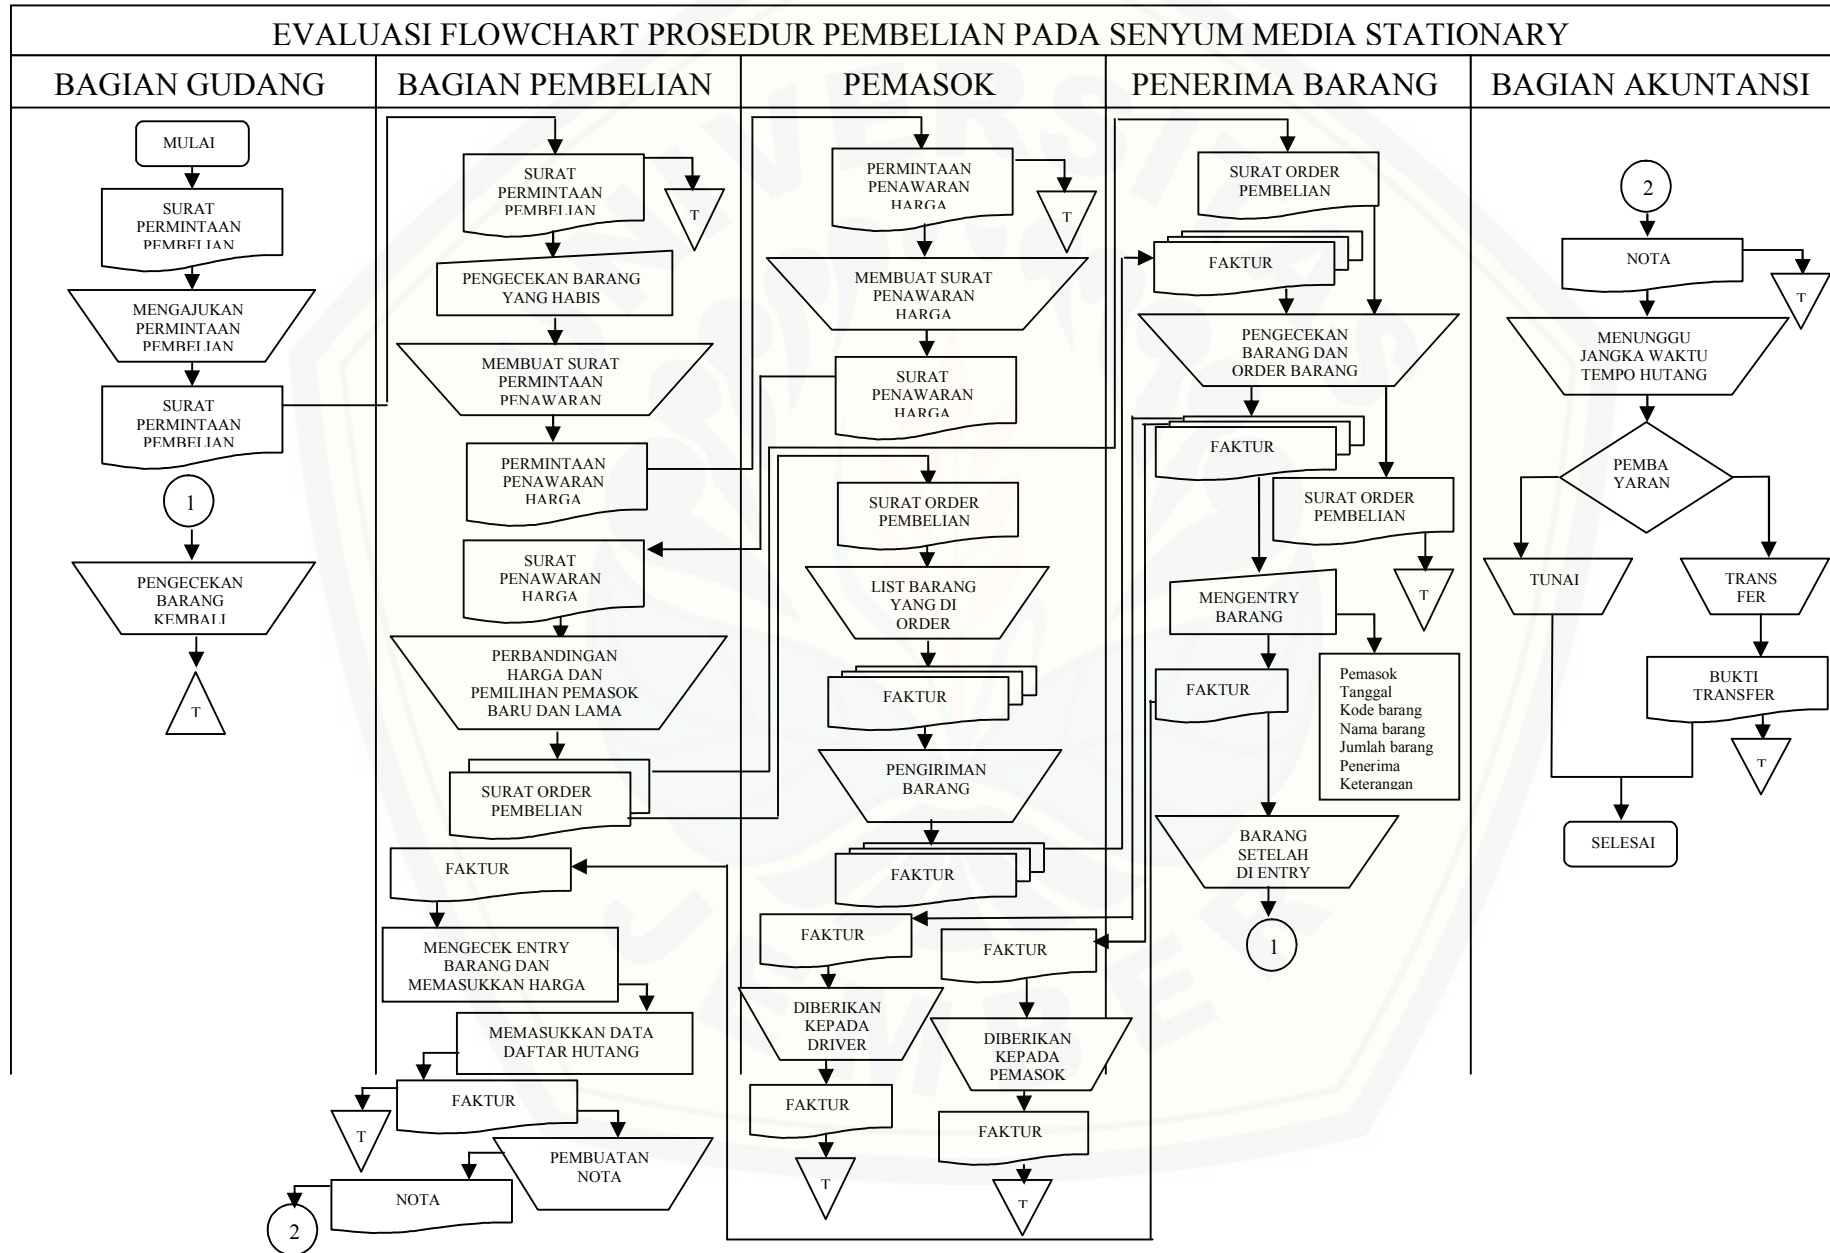 EVALUASI FLOWCHART PROSEDUR PEMBELIAN PADA SENYUM MEDIA STATIONARY
BAGIAN GUDANG
MULAI
SURAT
PERMINTAAN
PEMBELIAN
MENGAJUKAN
PERMINTAAN
PEMBELIAN
SURAT
PERMINTAAN
PEMBELIAN
1
PENGECEKAN
BARANG
KEMBALI
T
BAGIAN PEMBELIAN
SURAT
PERMINTAAN
PEMBELIAN
T
PENGECEKAN BARANG
YANG HABIS
MEMBUAT SURAT
PERMINTAAN
PENAWARAN
PERMINTAAN
PENAWARAN
HARGA
SURAT
PENAWARAN
HARGA
PERBANDINGAN
HARGA DAN
PEMILIHAN PEMASOK
BARU DAN LAMA
SURAT ORDER
PEMBELIAN
FAKTUR
MENGECEK ENTRY
BARANG DAN
MEMASUKKAN HARGA
MEMASUKKAN DATA
DAFTAR HUTANG
FAKTUR
T
PEMBUATAN
NOTA
NOTA
2
PEMASOK
PERMINTAAN
PENAWARAN
HARGA
T
MEMBUAT SURAT
PENAWARAN
HARGA
SURAT
PENAWARAN
HARGA
SURAT ORDER
PEMBELIAN
LIST BARANG
YANG DI
ORDER
FAKTUR
PENGIRIMAN
BARANG
FAKTUR
FAKTUR
DIBERIKAN
KEPADA
DRIVER
FAKTUR
T
FAKTUR
DIBERIKAN
KEPADA
PEMASOK
FAKTUR
T
PENERIMA BARANG
SURAT ORDER
PEMBELIAN
FAKTUR
PENGECEKAN
BARANG DAN
ORDER BARANG
FAKTUR
SURAT ORDER
PEMBELIAN
T
MENGENTRY
BARANG
FAKTUR
Pemasok
Tanggal
Kode barang
Nama barang
Jumlah barang
Penerima
Keterangan
BARANG
SETELAH
DI ENTRY
1
BAGIAN AKUNTANSI
2
NOTA
T
MENUNGGU
JANGKA WAKTU
TEMPO HUTANG
PEMBA
YARAN
TUNAI
TRANS
FER
BUKTI
TRANSFER
T
SELESAI
UNIVERSITAS
JEMBER